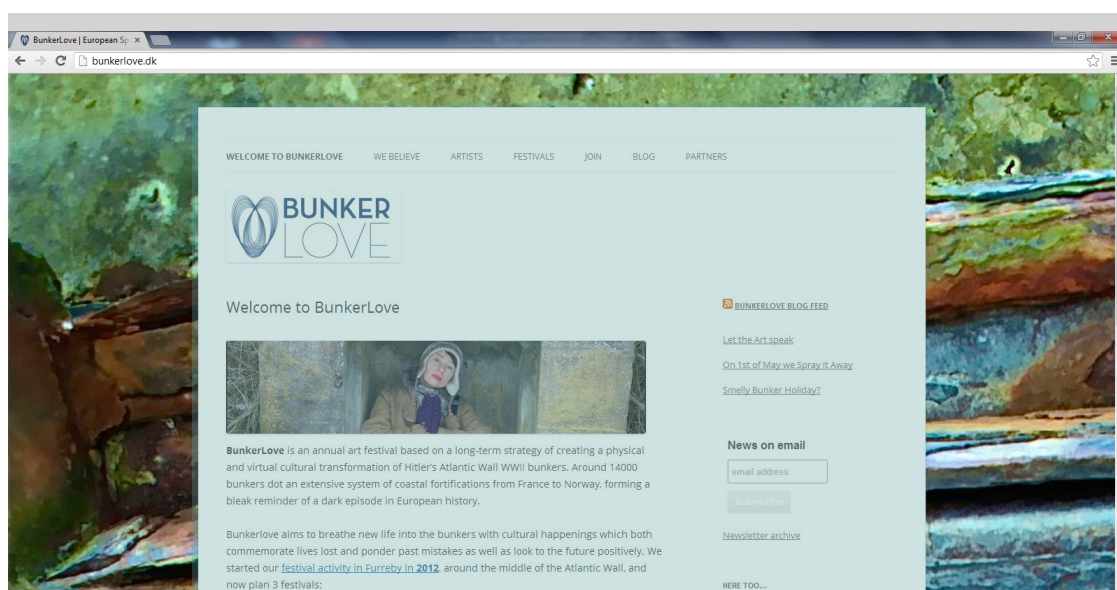 BunkerLove | European Sp
bunkerlove.dk
WELCOME TO BUNKERLOVE WE BELIEVE ARTISTS FESTIVALS JOIN BLOG PARTNERS
BUNKER
LOVE
Welcome to BunkerLove
BunkerLove is an annual art festival based on a long-term strategy of creating a physical
and virtual cultural transformation of Hitler's Atlantic Wall WWII bunkers. Around 14000
bunkers dot an extensive system of coastal fortifications from France to Norway, forming a
bleak reminder of a dark episode in European history.
Bunkerlove aims to breathe new life into the bunkers with cultural happenings which both
commemorate lives lost and ponder past mistakes as well as look to the future positively. We
started our festival activity in Furreby in 2012, around the middle of the Atlantic Wall, and
now plan 3 festivals:
BUNKERLOVE BLOG FEED
Let the Art speak
On 1st of May we Spray it Away
Smelly Bunker Holiday?
News on email
email address
Subscribe
Newsletter archive
HERE TOO...